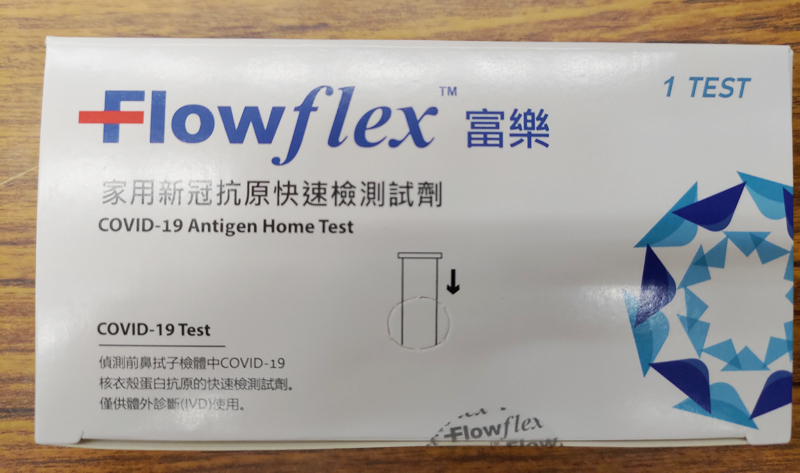 Flowflex™ 富樂
1 TEST
家用新冠抗原快速檢測試劑
COVID-19 Antigen Home Test
COVID-19 Test
偵測前鼻拭子檢體中COVID-19
核衣殼蛋白抗原的快速檢測試劑。
僅供體外診斷(IVD)使用。
Flowflex
Flow